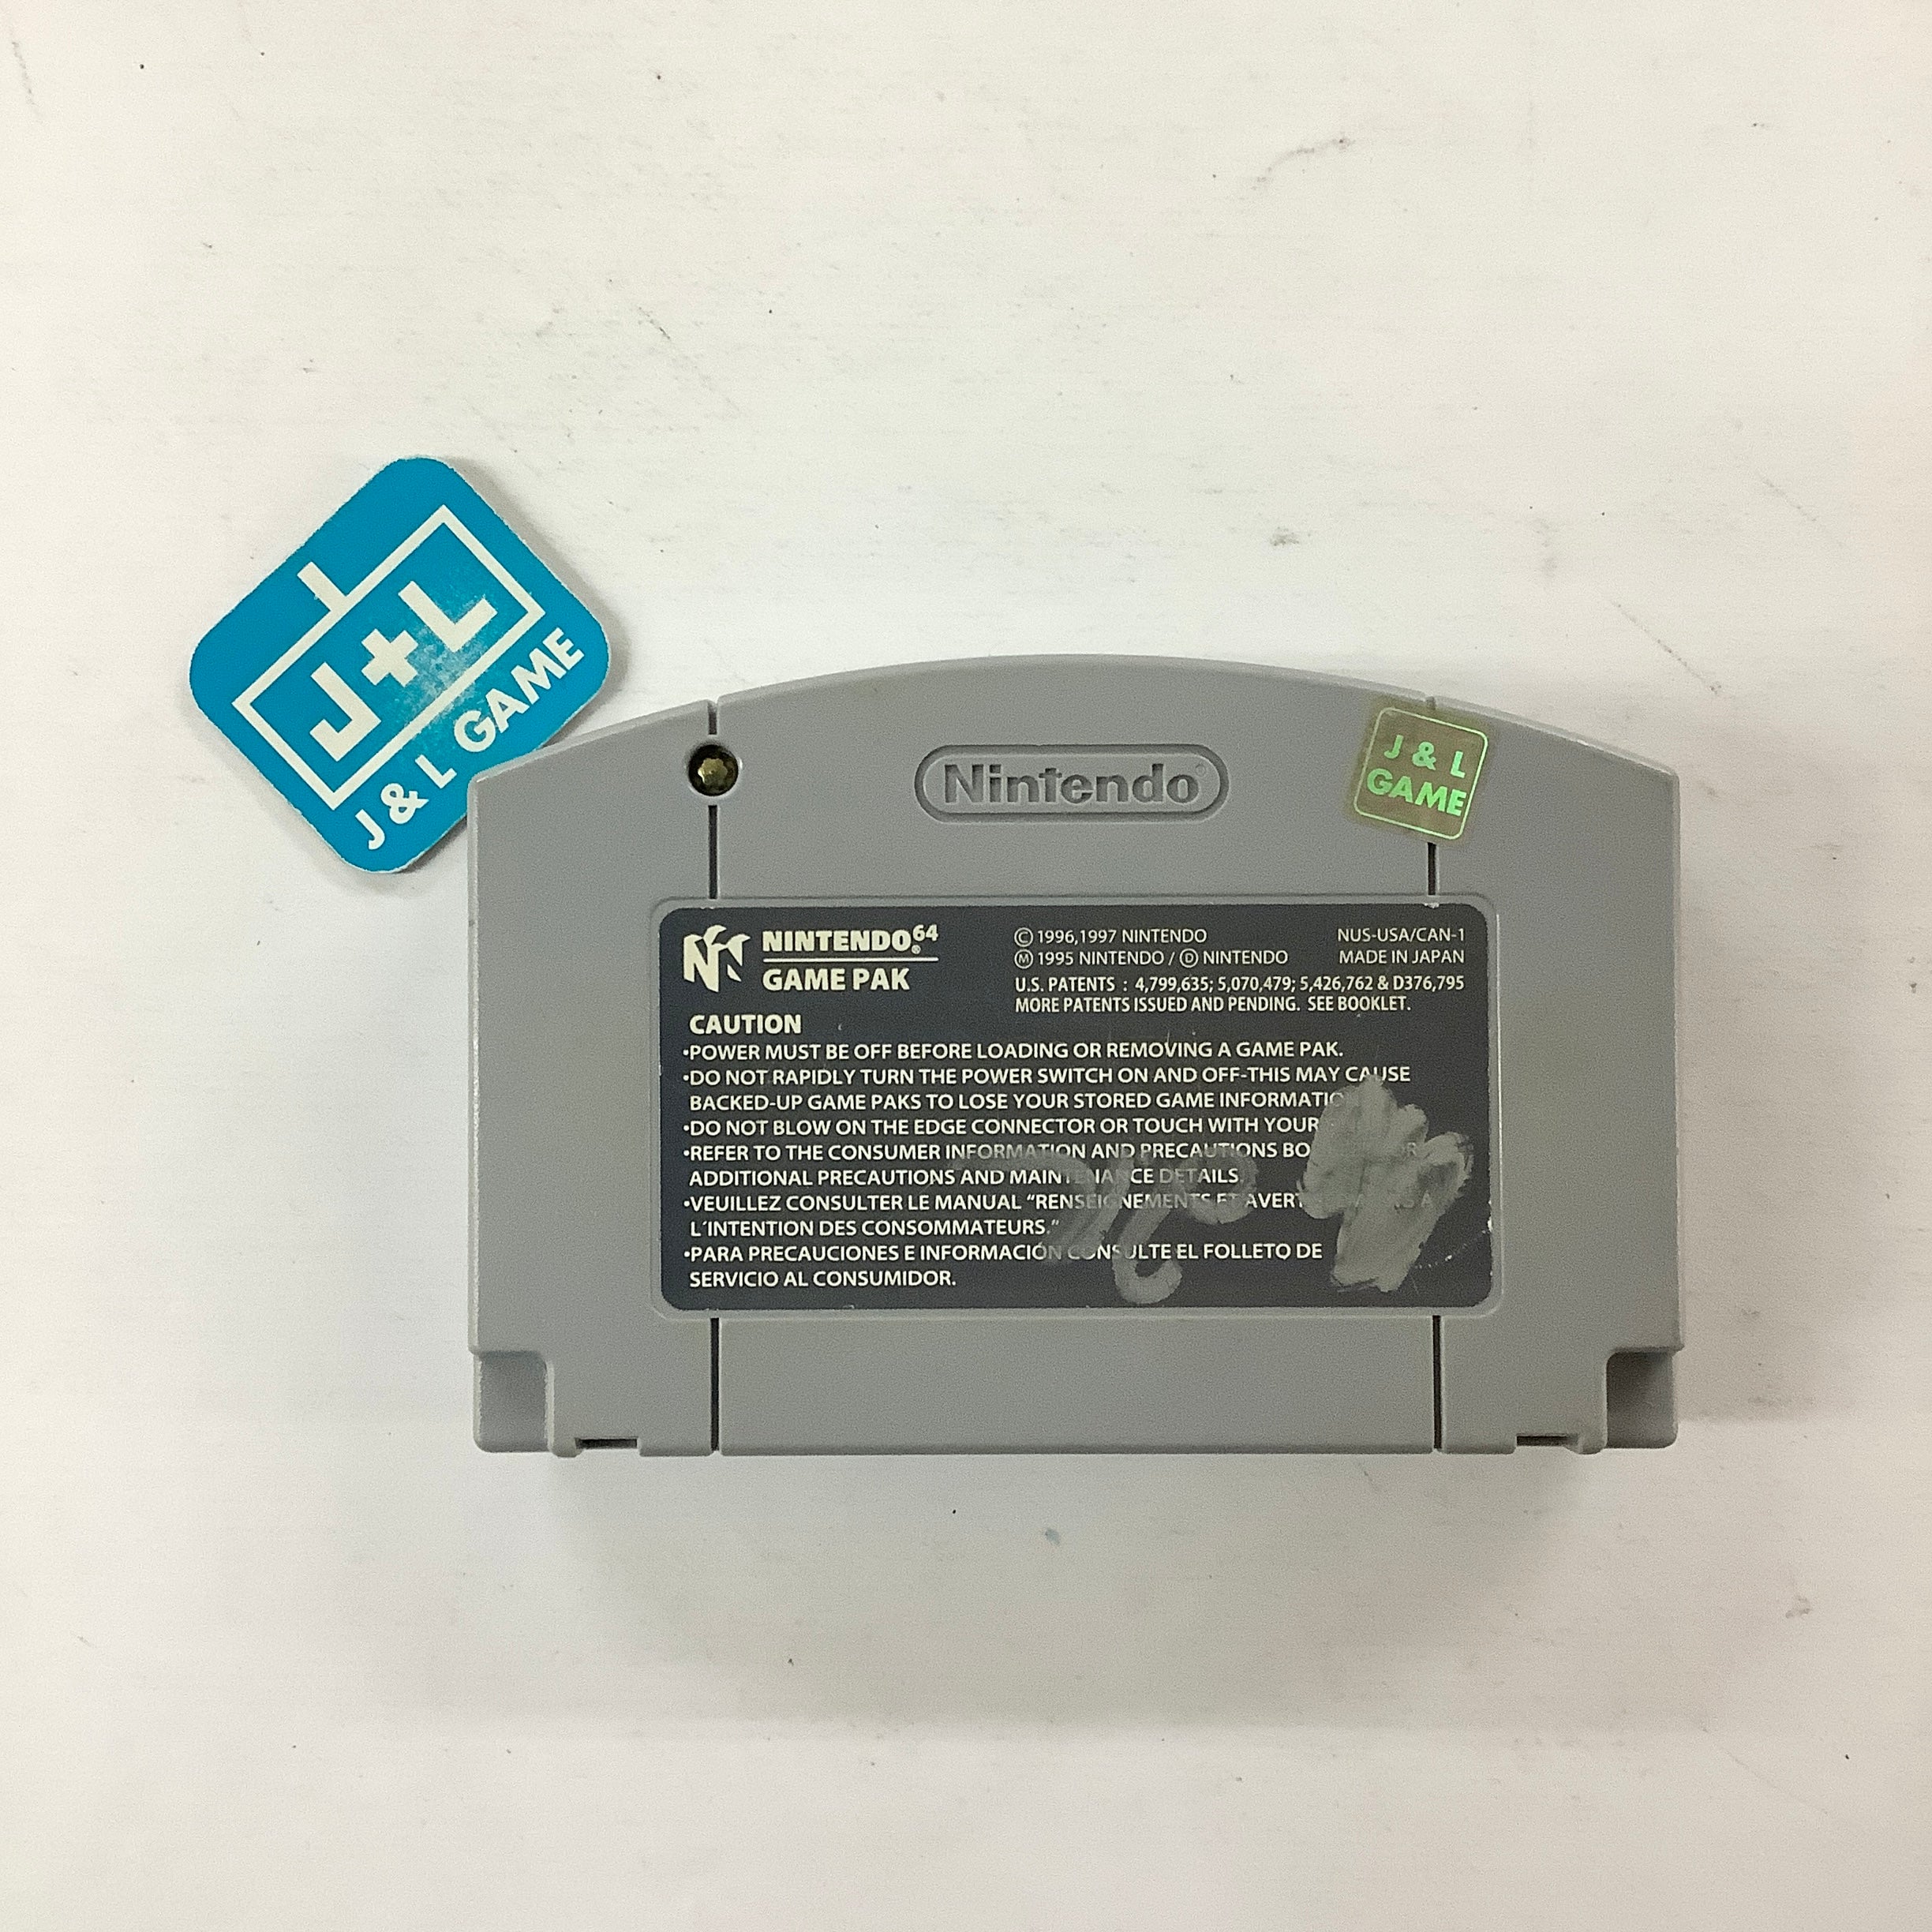 J+L
J & L GAME
Nintendo
J & L
GAME
NINTENDO64®
GAME PAK
© 1996,1997 NINTENDO
Ⓜ 1995 NINTENDO / Ⓓ NINTENDO
NUS-USA/CAN-1
MADE IN JAPAN
U.S. PATENTS : 4,799,635; 5,070,479; 5,426,762 & D376,795
MORE PATENTS ISSUED AND PENDING. SEE BOOKLET.
CAUTION
•POWER MUST BE OFF BEFORE LOADING OR REMOVING A GAME PAK.
•DO NOT RAPIDLY TURN THE POWER SWITCH ON AND OFF-THIS MAY CAUSE
BACKED-UP GAME PAKS TO LOSE YOUR STORED GAME INFORMATIO
•DO NOT BLOW ON THE EDGE CONNECTOR OR TOUCH WITH YOUR
•REFER TO THE CONSUMER INFORMATION AND PRECAUTIONS BO
ADDITIONAL PRECAUTIONS AND MAINTENANCE DETAILS.
•VEUILLEZ CONSULTER LE MANUAL “RENSEIGNEMENTS ET AVERT
L´INTENTION DES CONSOMMATEURS.”
•PARA PRECAUCIONES E INFORMACIÓN CONSULTE EL FOLLETO DE
SERVICIO AL CONSUMIDOR.